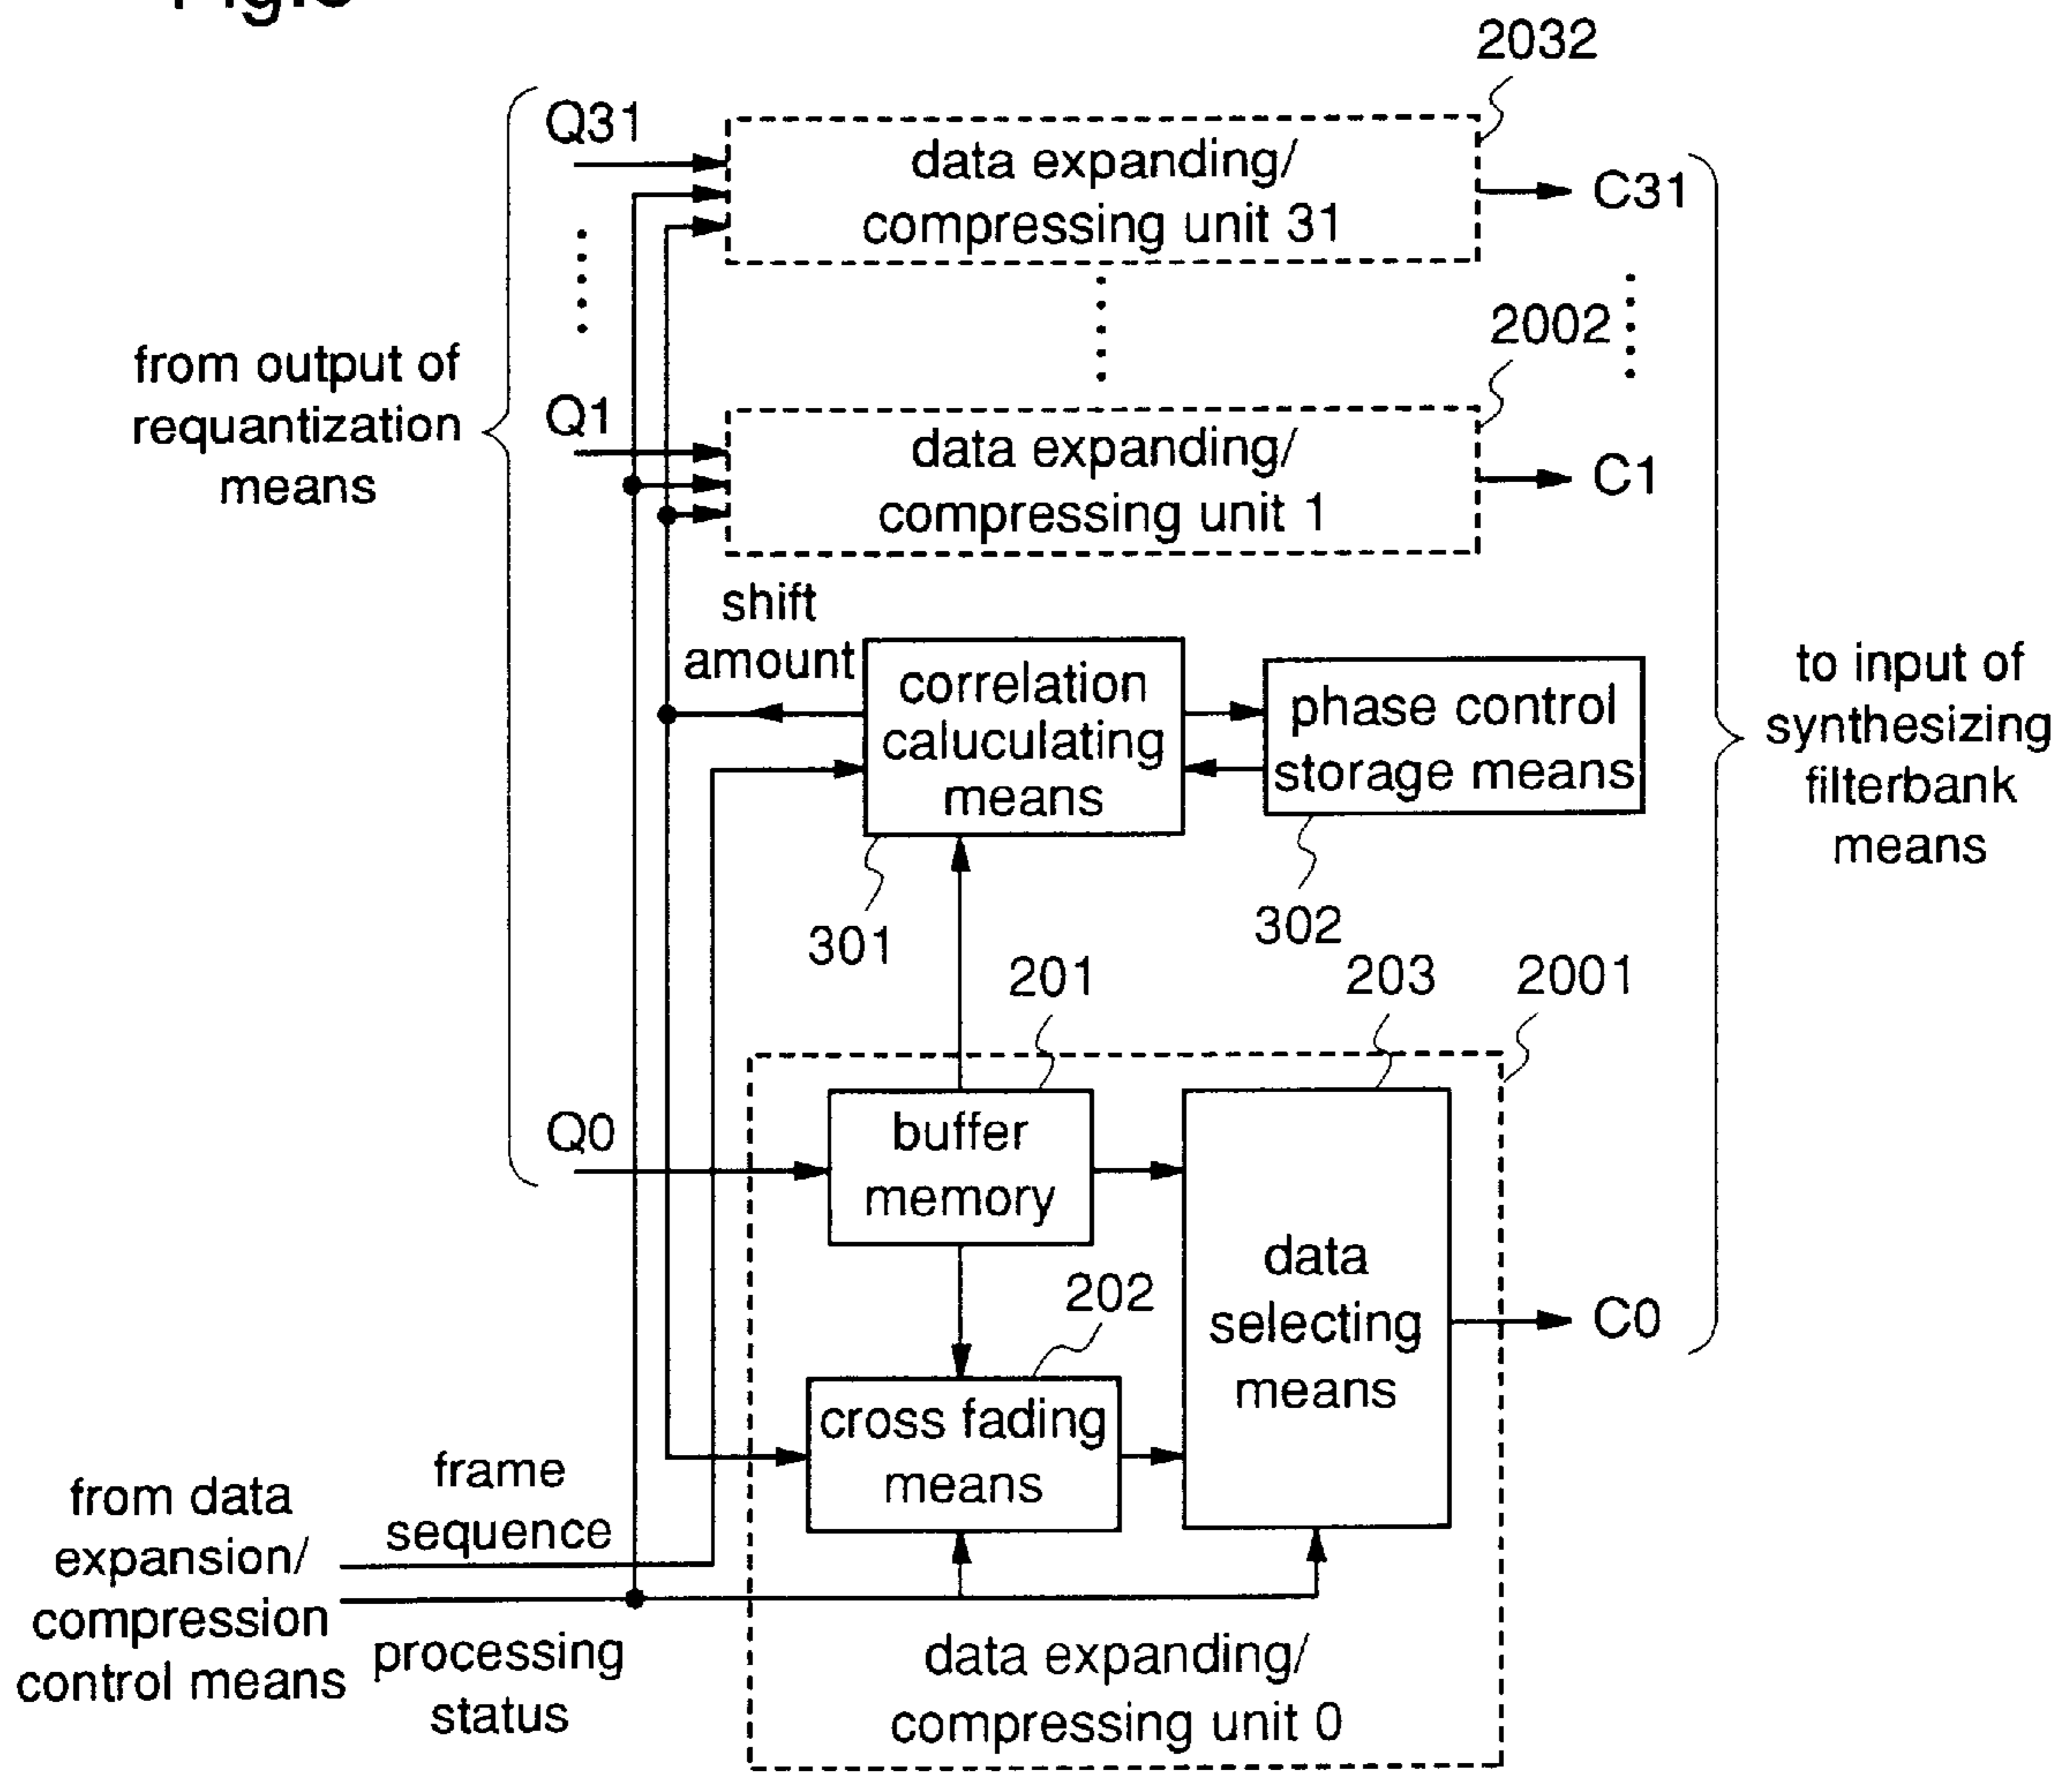 2032
Q31
data expanding/
compressing unit 31
C31
2002
from output of
requantization
means
Q1
data expanding/
compressing unit 1
C1
shift
amount
correlation
caluculating
means
phase control
storage means
to input of
synthesizing
filterbank
means
301
302
201
203
2001
Q0
buffer
memory
202
data
selecting
means
C0
cross fading
means
frame
sequence
from data
expansion/
compression
control means
processing
status
data expanding/
compressing unit 0